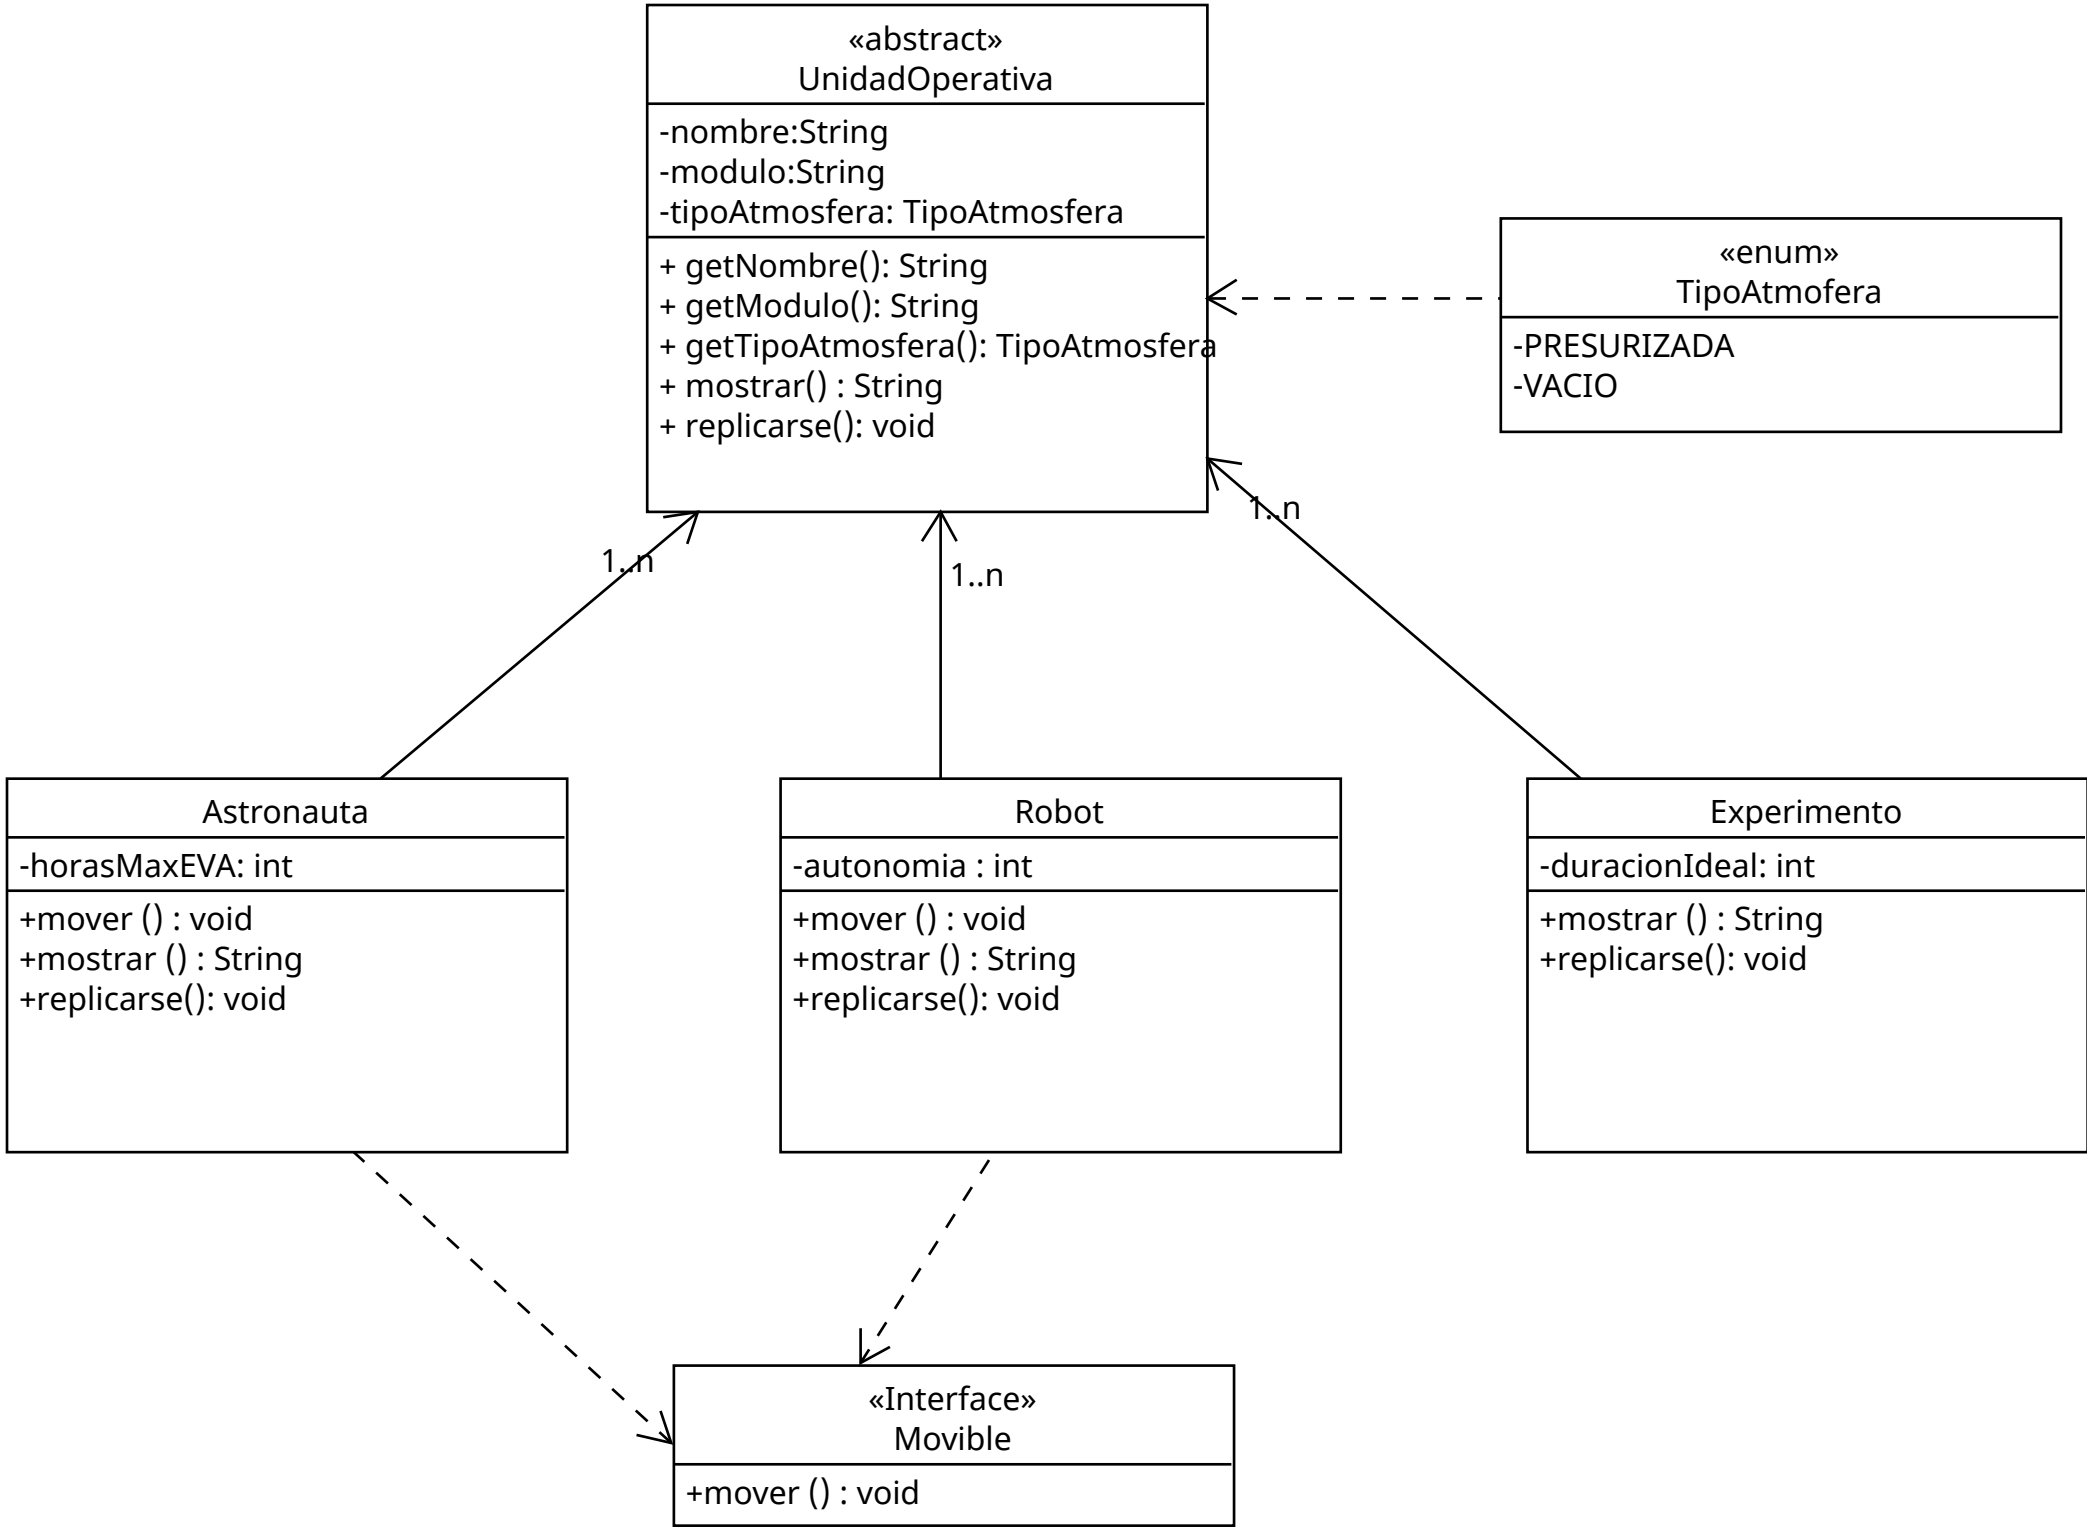 «abstract»
UnidadOperativa
-nombre:String
-modulo:String
-tipoAtmosfera: TipoAtmosfera
+ getNombre(): String
+ getModulo(): String
+ getTipoAtmosfera(): TipoAtmosfera
+ mostrar() : String
+ replicarse(): void
«enum»
TipoAtmofera
-PRESURIZADA
-VACIO
1..n
1..n
1..n
Astronauta
-horasMaxEVA: int
+mover () : void
+mostrar () : String
+replicarse(): void
Robot
-autonomia : int
+mover () : void
+mostrar () : String
+replicarse(): void
Experimento
-duracionIdeal: int
+mostrar () : String
+replicarse(): void
«Interface»
Movible
+mover () : void